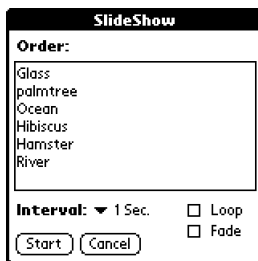 SlideShow
Order:
Glass
palmtree
Ocean
Hibiscus
Hamster
River
Interval: 1 Sec.
Loop
Fade
Start Cancel